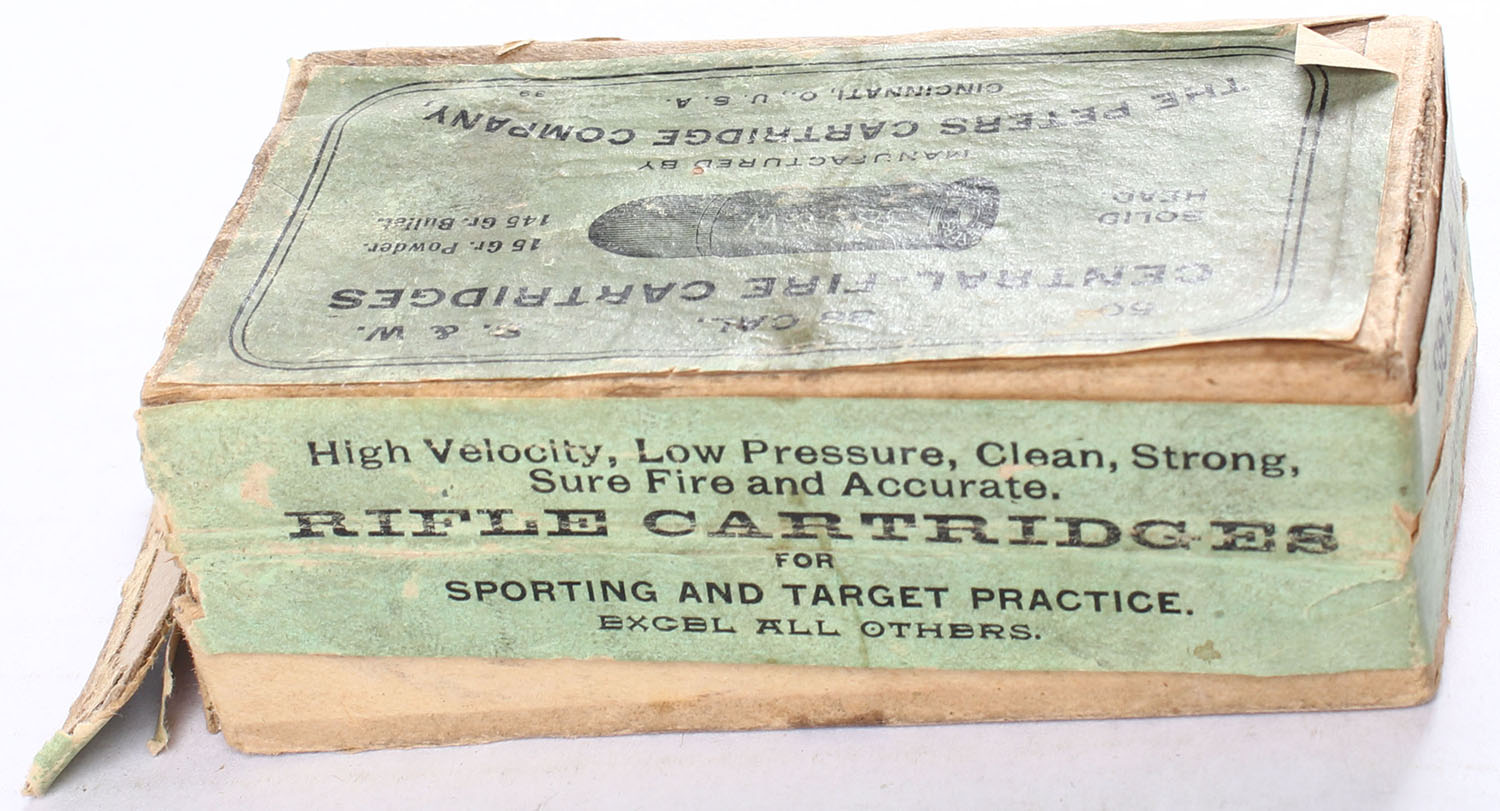 50 38 CAL. S. & W.
CENTRAL-FIRE CARTRIDGES
SOLID HEAD
15 Gr. Powder.
145 Gr. Bullet.
MANUFACTURED BY
THE PETERS CARTRIDGE COMPANY,
CINCINNATI, O., U. S. A.
High Velocity, Low Pressure, Clean, Strong,
Sure Fire and Accurate.
RIFLE CARTRIDGES
FOR
SPORTING AND TARGET PRACTICE.
EXCEL ALL OTHERS.